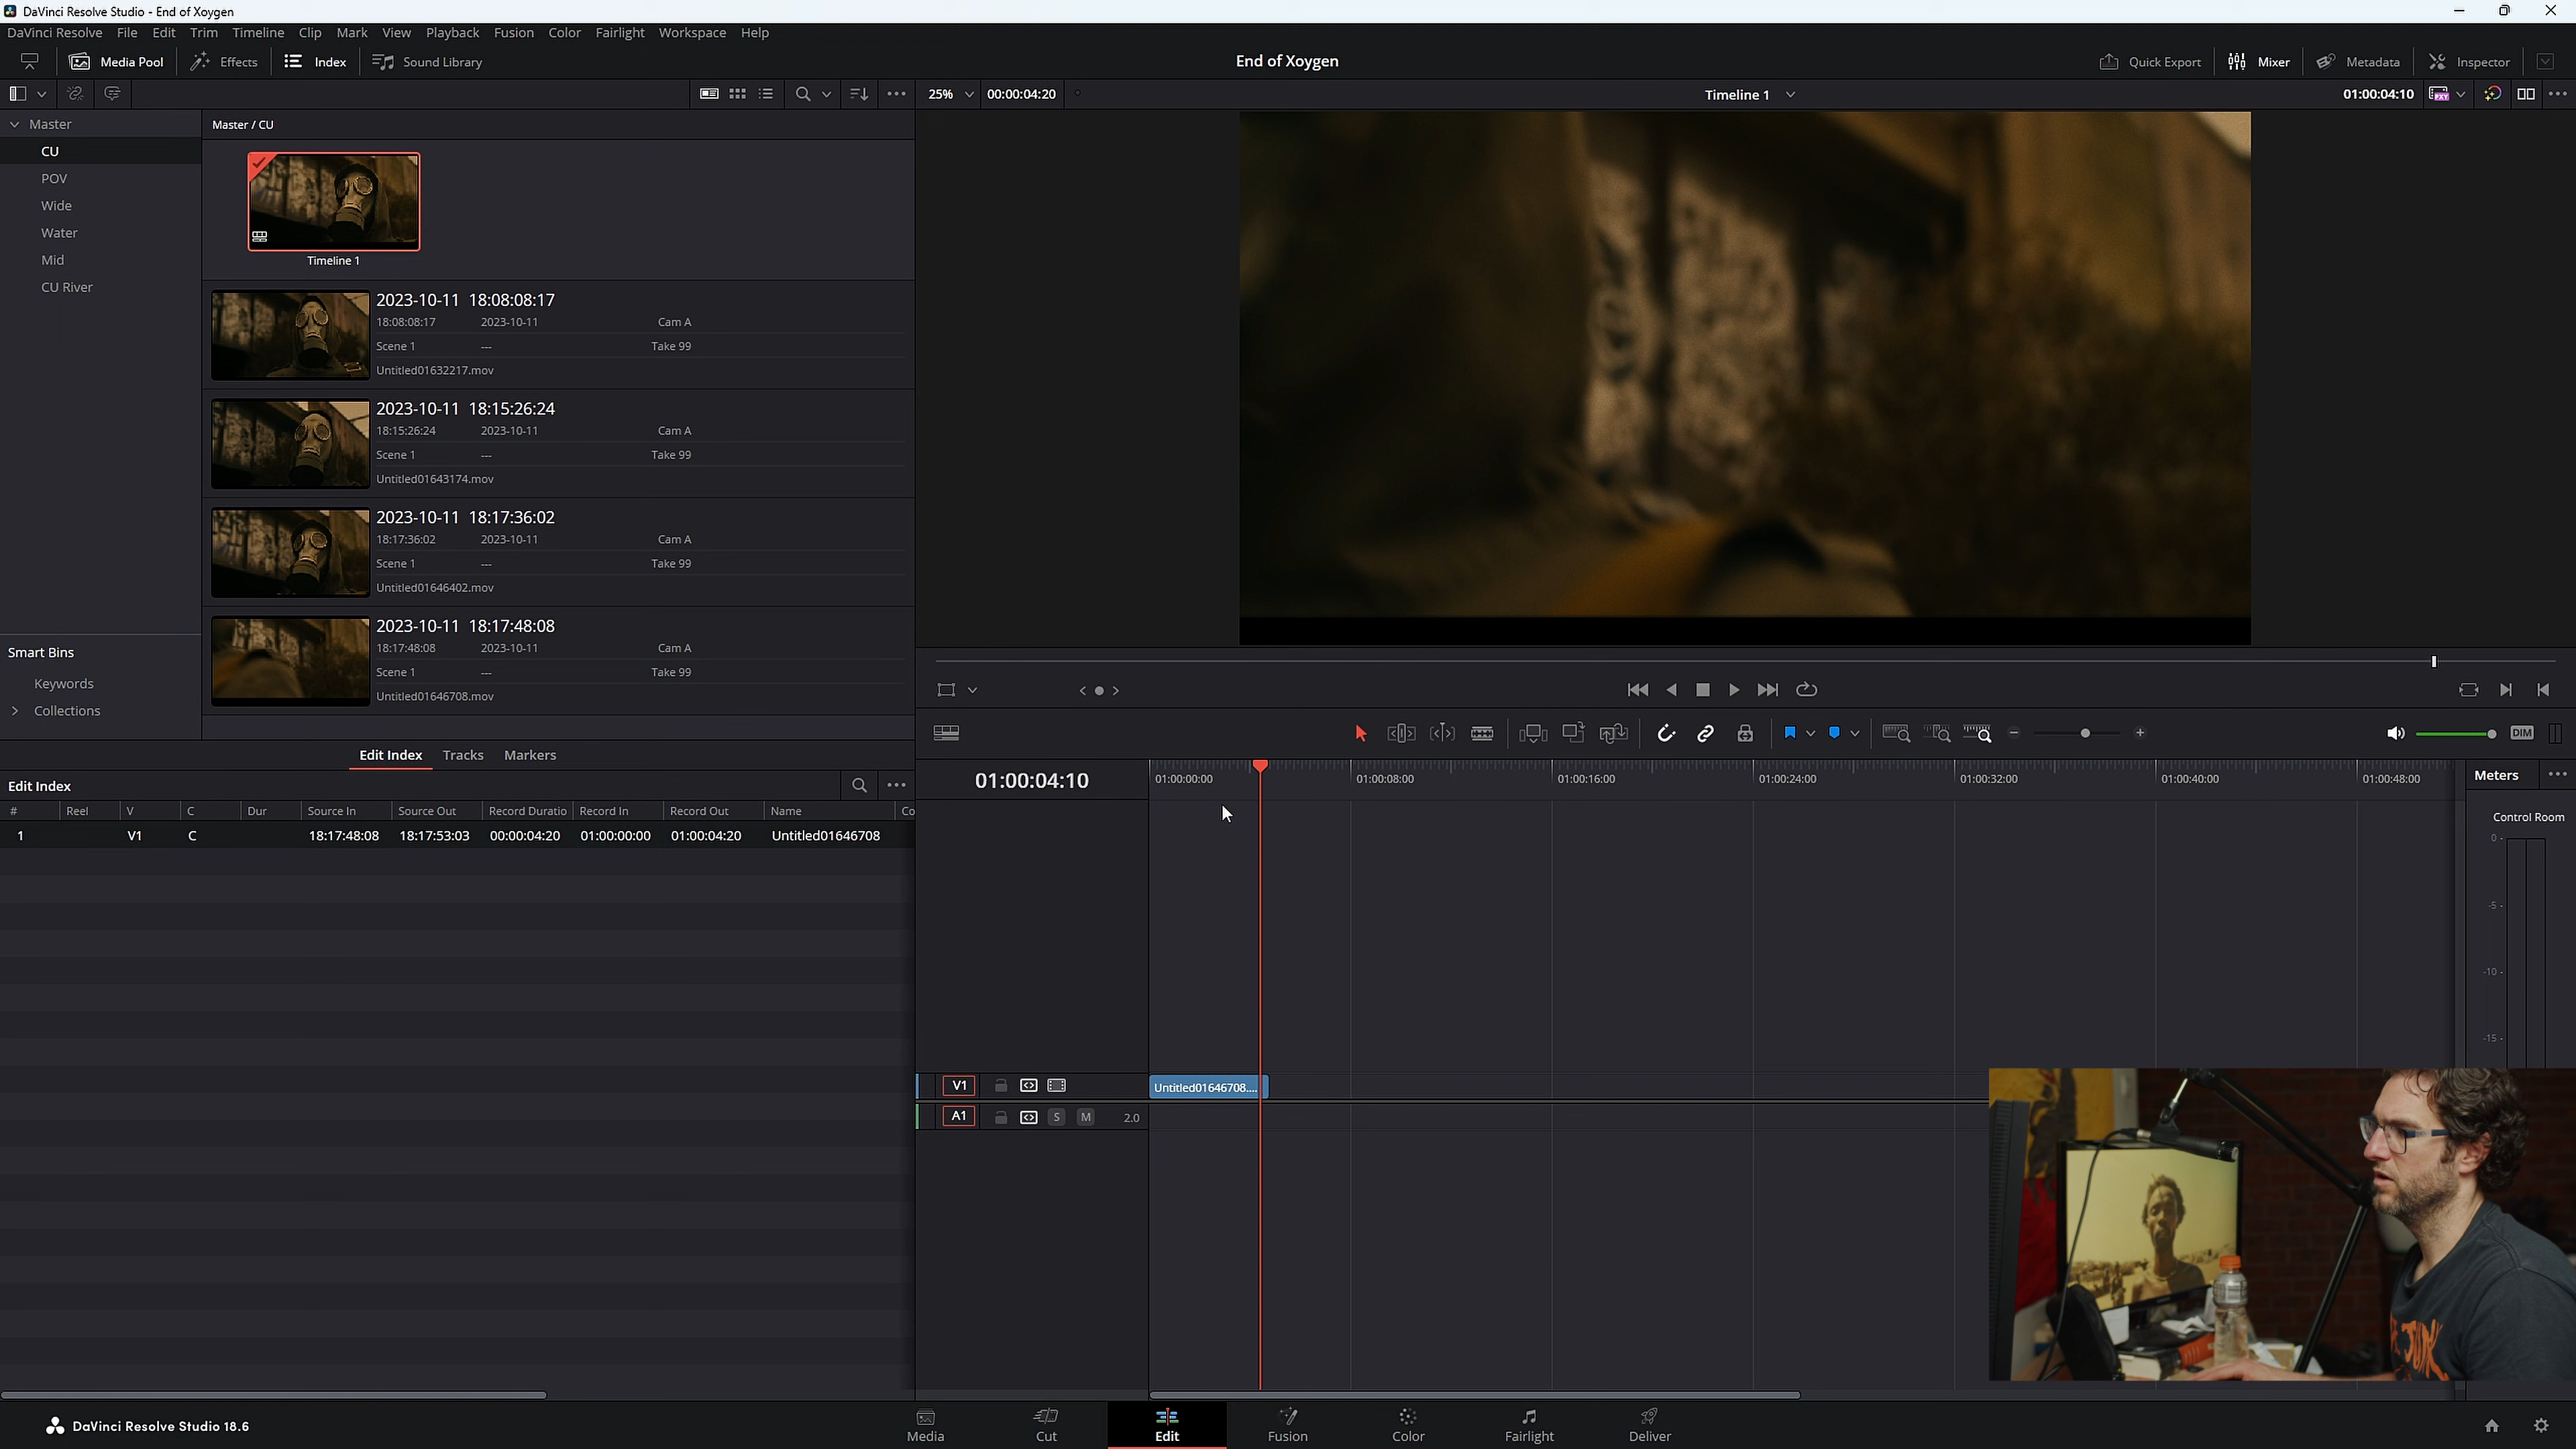 DaVinci Resolve Studio - End of Xoygen
DaVinci Resolve File Edit Trim Timeline Clip Mark View Playback Fusion Color Fairlight Workspace Help
Media Pool Effects Index Sound Library End of Xoygen Quick Export Mixer Metadata Inspector
25% 00:00:04:20 Timeline 1 01:00:04:10
Master
CU
POV
Wide
Water
Mid
CU River
Smart Bins
Keywords
Collections
Master / CU
Timeline 1
2023-10-11 18:08:08:17
18:08:08:17 2023-10-11 Cam A
Scene 1 --- Take 99
Untitled01632217.mov
2023-10-11 18:15:26:24
18:15:26:24 2023-10-11 Cam A
Scene 1 --- Take 99
Untitled01643174.mov
2023-10-11 18:17:36:02
18:17:36:02 2023-10-11 Cam A
Scene 1 --- Take 99
Untitled01646402.mov
2023-10-11 18:17:48:08
18:17:48:08 2023-10-11 Cam A
Scene 1 --- Take 99
Untitled01646708.mov
Edit Index Tracks Markers
Edit Index
# Reel V C Dur Source In Source Out Record Duratio Record In Record Out Name Co
1 V1 C 18:17:48:08 18:17:53:03 00:00:04:20 01:00:00:00 01:00:04:20 Untitled01646708
DIM
01:00:04:10
01:00:00:00 01:00:08:00 01:00:16:00 01:00:24:00 01:00:32:00 01:00:40:00 01:00:48:00
Meters
Control Room
0 -
-5 -
-10 -
-15 -
V1 Untitled01646708....
A1 S M 2.0
DaVinci Resolve Studio 18.6
Media Cut Edit Fusion Color Fairlight Deliver